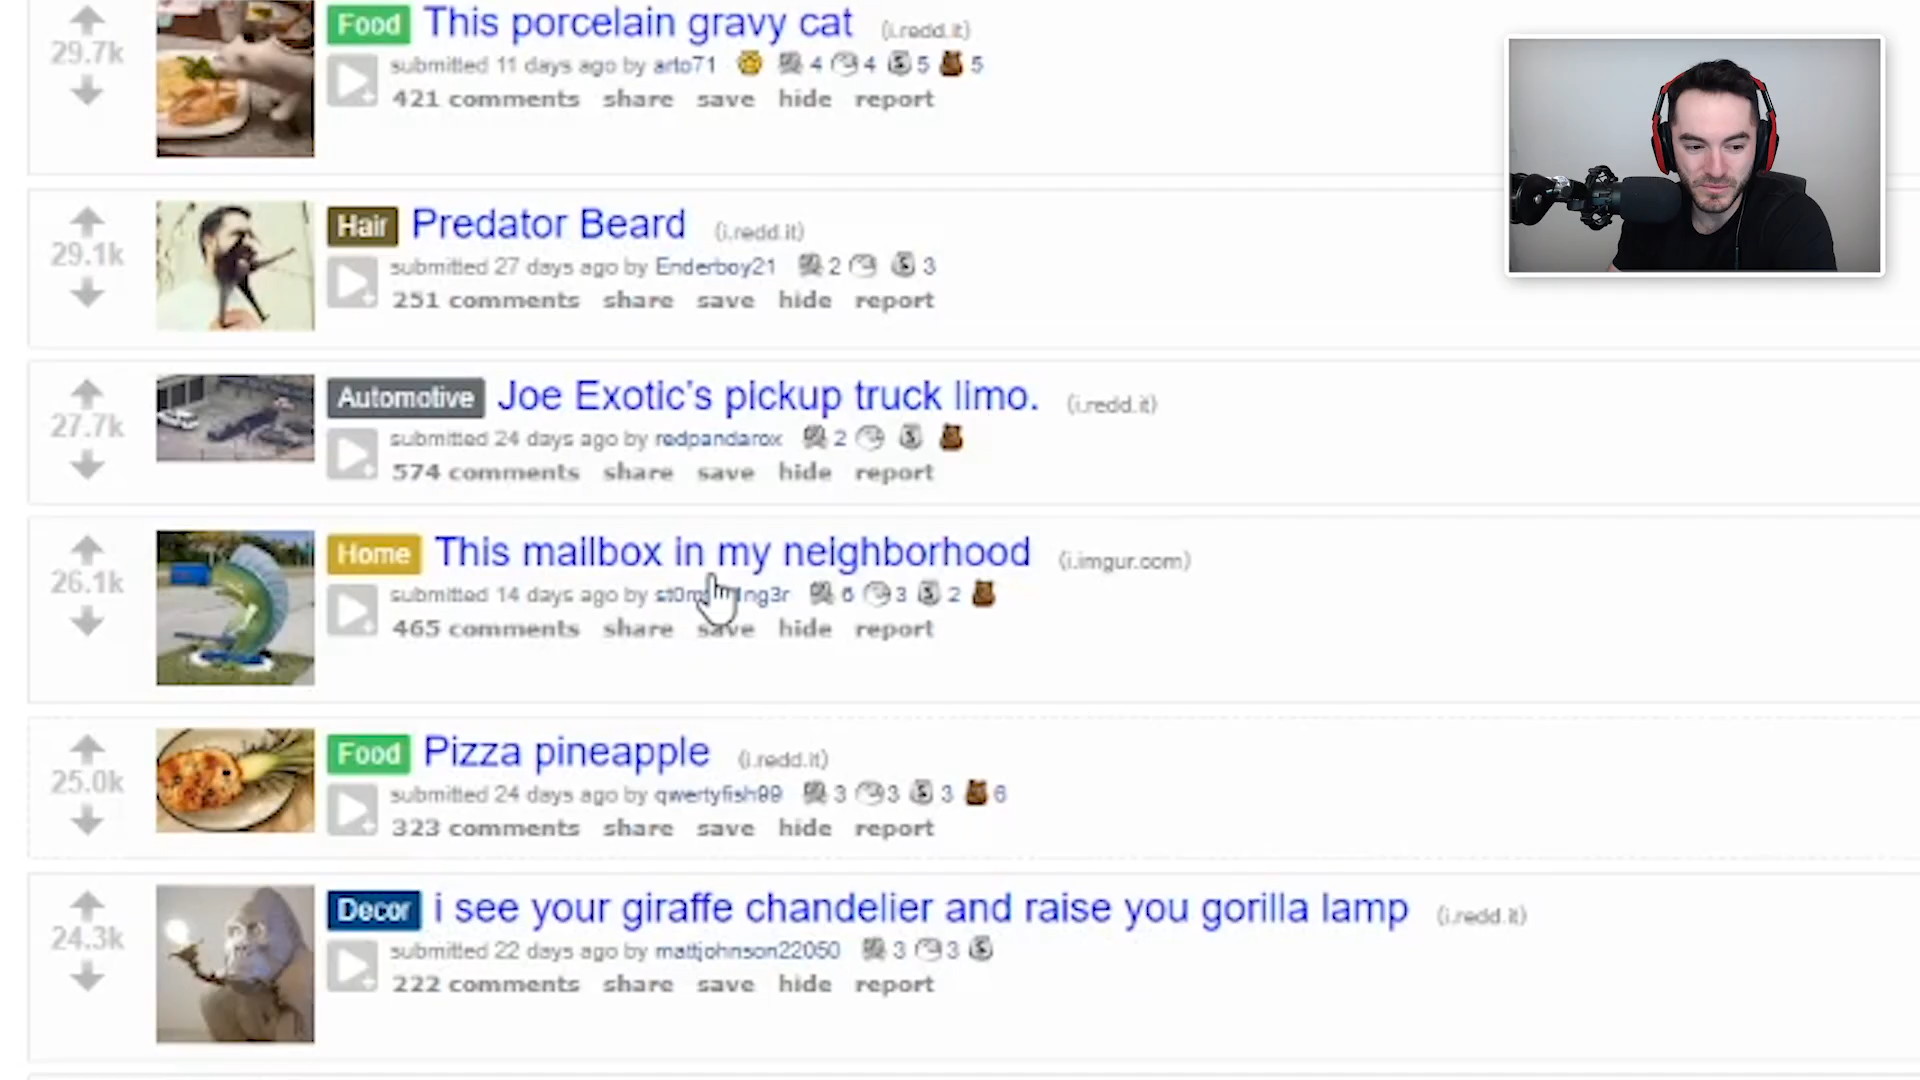 Food This porcelain gravy cat (i.redd.it)
29.7k
submitted 11 days ago by arto71 4 4 5 5
421 comments share save hide report
Hair Predator Beard (i.redd.it)
29.1k
submitted 27 days ago by Enderboy21 2 3
251 comments share save hide report
Automotive Joe Exotic's pickup truck limo. (i.redd.it)
27.7k
submitted 24 days ago by redpandarox 2
574 comments share save hide report
Home This mailbox in my neighborhood (i.imgur.com)
26.1k
submitted 14 days ago by 6 3 2
465 comments share save hide report
Food Pizza pineapple (i.redd.it)
25.0k
submitted 24 days ago by qwertyfish99 3 3 3 6
323 comments share save hide report
Decor i see your giraffe chandelier and raise you gorilla lamp (i.redd.it)
24.3k
submitted 22 days ago by mattjohnson22050 3 3
222 comments share save hide report